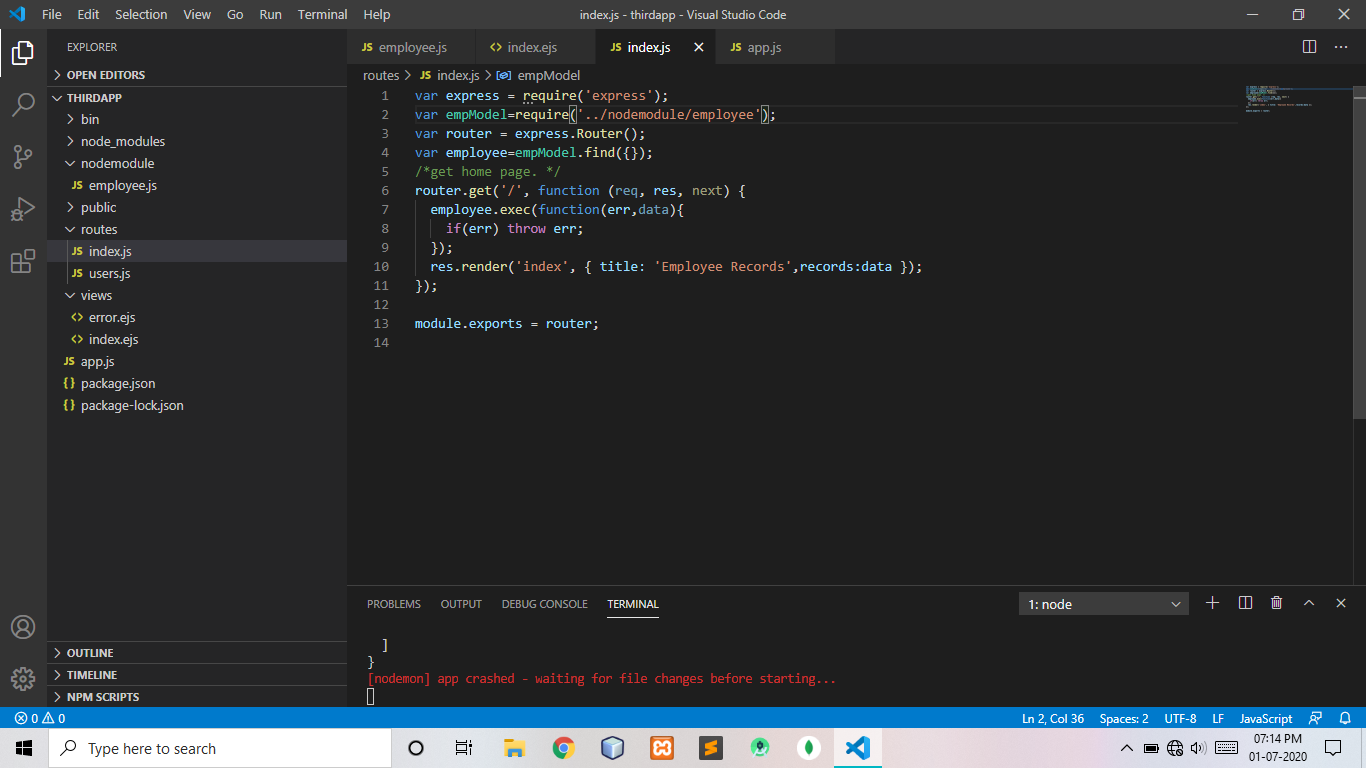 File Edit Selection View Go Run Terminal Help
index.js - thirdapp - Visual Studio Code
EXPLORER
OPEN EDITORS
THIRDAPP
bin
node_modules
nodemodule
JS employee.js
public
routes
JS index.js
JS users.js
views
<> error.ejs
<> index.ejs
JS app.js
{} package.json
{} package-lock.json
OUTLINE
TIMELINE
NPM SCRIPTS
JS employee.js
<> index.ejs
JS index.js
JS app.js
routes > JS index.js > empModel
1 var express = require('express');
2 var empModel=require('../nodemodule/employee');
3 var router = express.Router();
4 var employee=empModel.find({});
5 /*get home page. */
6 router.get('/', function (req, res, next) {
7   employee.exec(function(err,data){
8     if(err) throw err;
9   });
10   res.render('index', { title: 'Employee Records',records:data });
11 });
12
13 module.exports = router;
14
PROBLEMS OUTPUT DEBUG CONSOLE TERMINAL
1: node
]
}
[nodemon] app crashed - waiting for file changes before starting...
0 0
Ln 2, Col 36 Spaces: 2 UTF-8 LF JavaScript
Type here to search
07:14 PM
01-07-2020